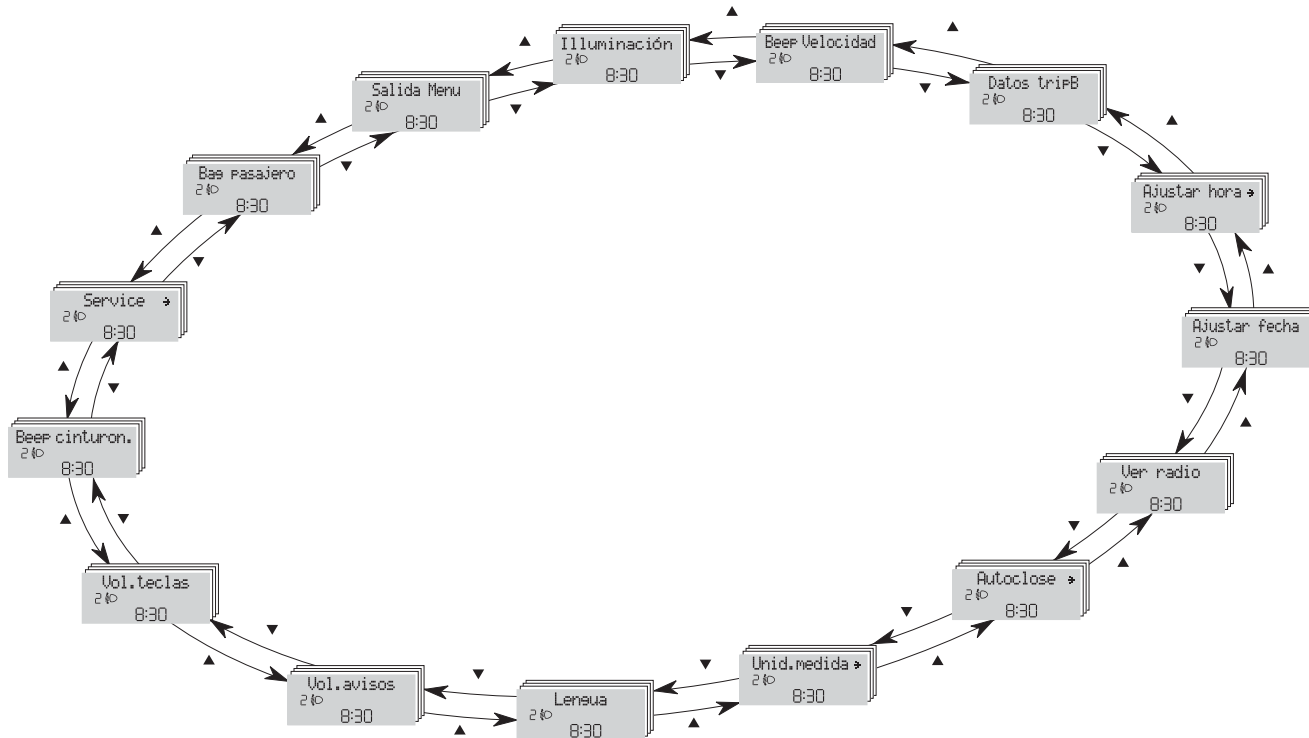 Illuminación
2
8:30
Beep Velocidad
2
8:30
Datos tripB
2
8:30
Ajustar hora →
2
8:30
Ajustar fecha
2
8:30
Ver radio
2
8:30
Autoclose →
2
8:30
Unid.medida →
2
8:30
Lengua
2
8:30
Vol.avisos
2
8:30
Vol.teclas
2
8:30
Beep cinturon.
2
8:30
Service →
2
8:30
Bag pasajero
2
8:30
Salida Menu
2
8:30